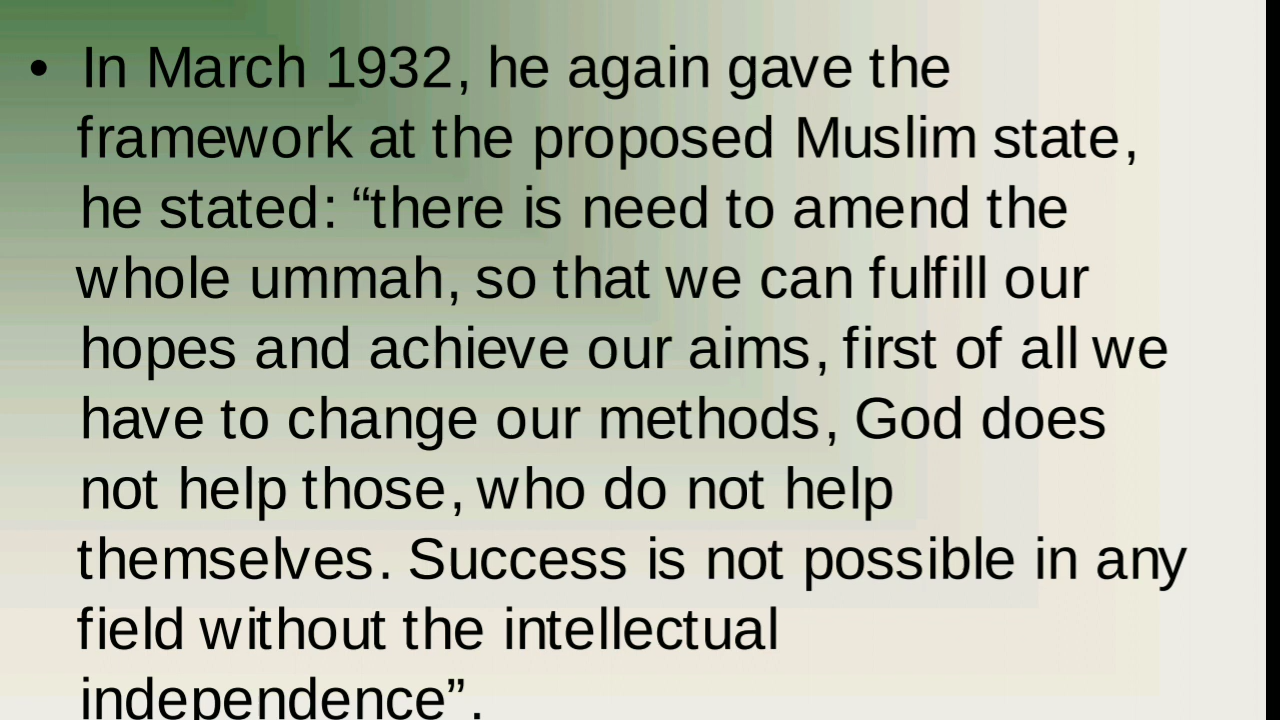 • In March 1932, he again gave the
framework at the proposed Muslim state,
he stated: “there is need to amend the
whole ummah, so that we can fulfill our
hopes and achieve our aims, first of all we
have to change our methods, God does
not help those, who do not help
themselves. Success is not possible in any
field without the intellectual
independence”.